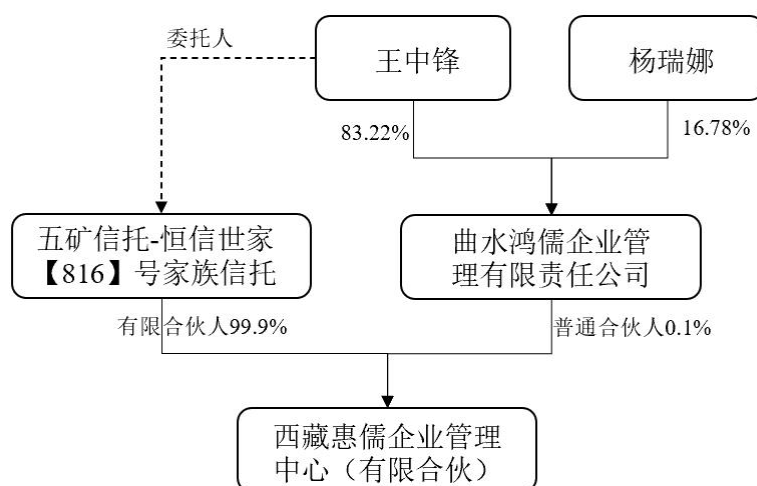 委托人
王中锋
杨瑞娜
83.22%
16.78%
五矿信托-恒信世家
【816】号家族信托
曲水鸿儒企业管
理有限责任公司
有限合伙人99.9%
普通合伙人0.1%
西藏惠儒企业管理
中心（有限合伙）